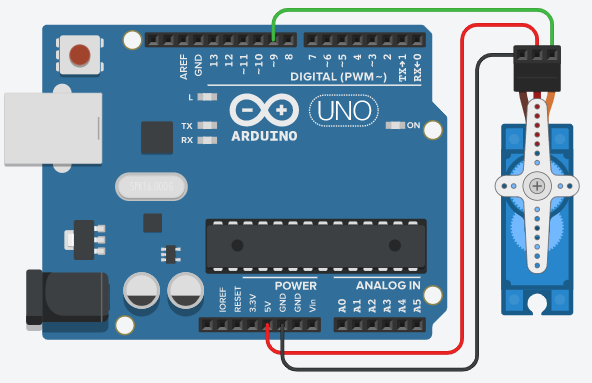 AREF
GND
13
12
~11
~10
~9
8
7
~6
~5
4
~3
2
TX→1
RX←0
DIGITAL (PWM~)
L
TX
RX
ARDUINO
UNO
ON
IOREF
RESET
3.3V
5V
GND
GND
Vin
POWER
ANALOG IN
A0
A1
A2
A3
A4
A5